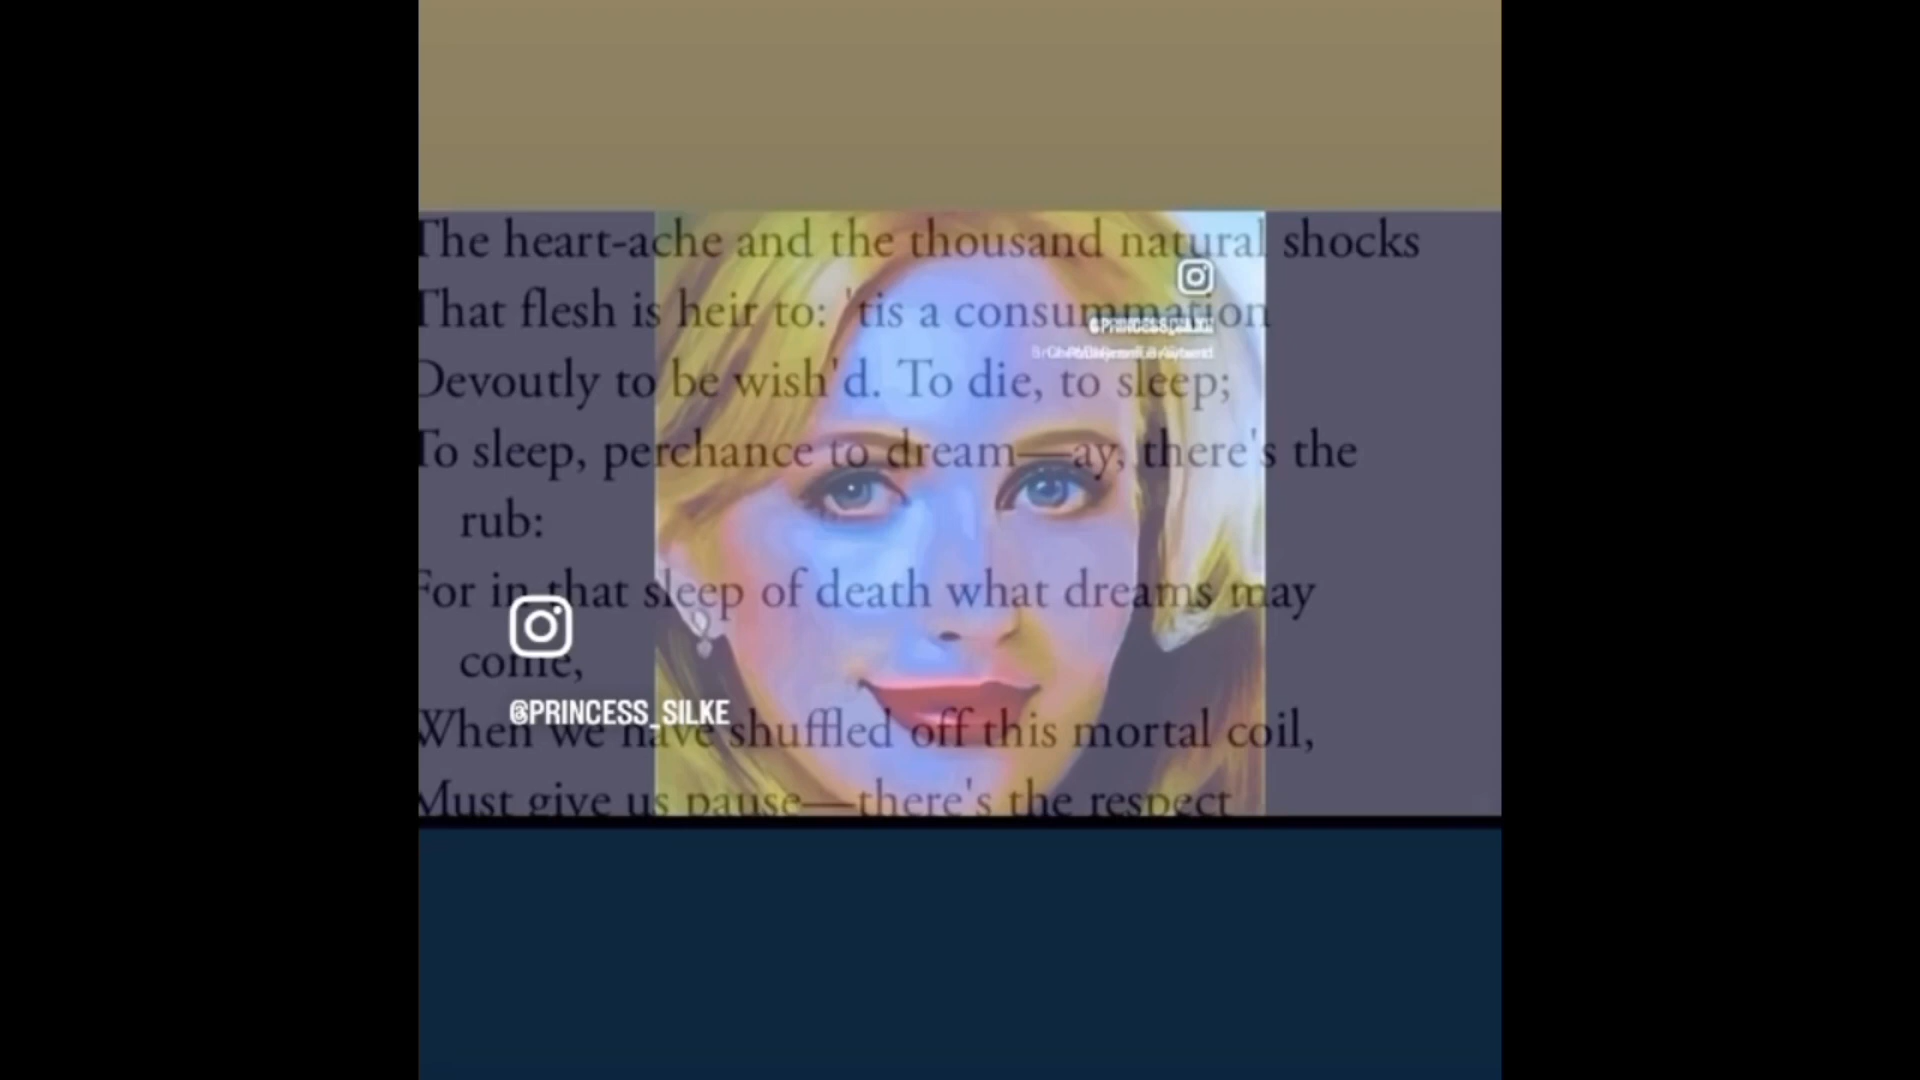 The heart-ache and the thousand natural shocks
That flesh is heir to: 'tis a consummation
Devoutly to be wish'd. To die, to sleep;
To sleep, perchance to dream—ay, there's the
rub:
For in that sleep of death what dreams may
come,
@PRINCESS_SILKE
When we have shuffled off this mortal coil,
Must give us pause—there's the respect